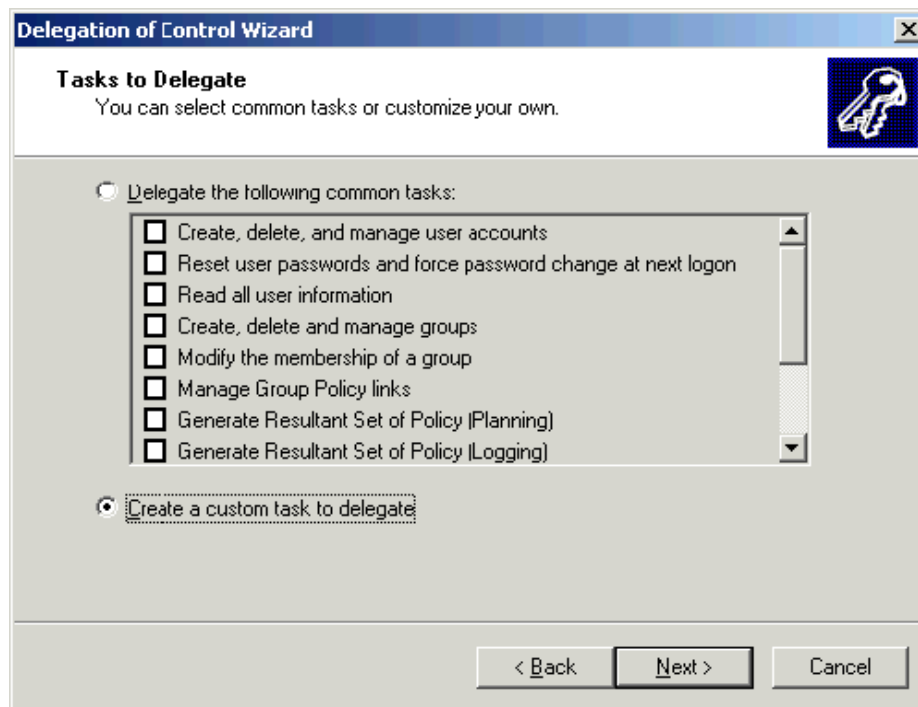 Delegation of Control Wizard
Tasks to Delegate
You can select common tasks or customize your own.
Delegate the following common tasks:
Create, delete, and manage user accounts
Reset user passwords and force password change at next logon
Read all user information
Create, delete and manage groups
Modify the membership of a group
Manage Group Policy links
Generate Resultant Set of Policy (Planning)
Generate Resultant Set of Policy (Logging)
Create a custom task to delegate
< Back Next > Cancel